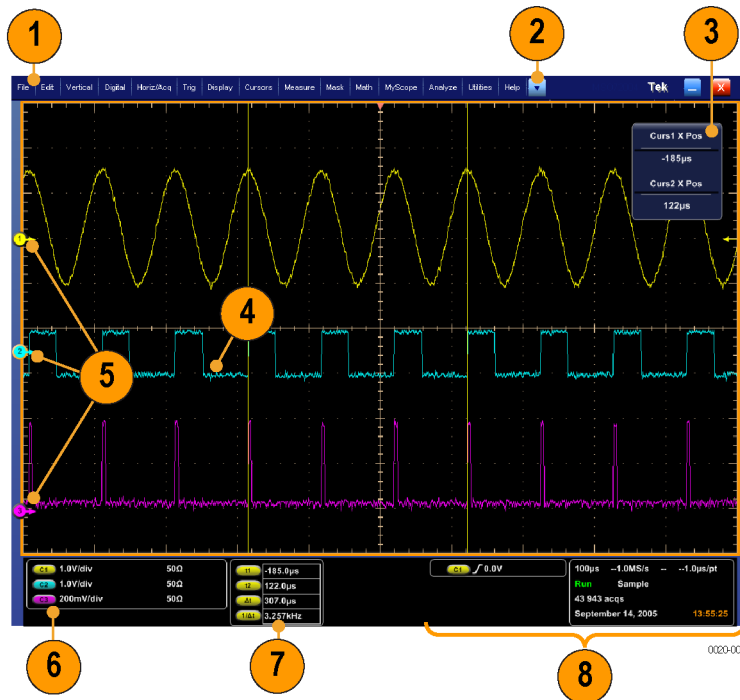 1
2
3
File Edit Vertical Digital Horiz/Acq Trig Display Cursors Measure Mask Math MyScope Analyze Utilities Help
Tek
X
Curs1 X Pos
-185µs
Curs2 X Pos
122µs
1
4
2
5
3
C1 1.0V/div 50Ω
C2 1.0V/div 50Ω
C3 200mV/div 50Ω
t1 -185.0µs
t2 122.0µs
Δt 307.0µs
1/Δt 3.257kHz
C1 0.0V
100µs --1.0MS/s -- --1.0µs/pt
Run Sample
43 943 acqs
September 14, 2005 13:55:25
6
7
8